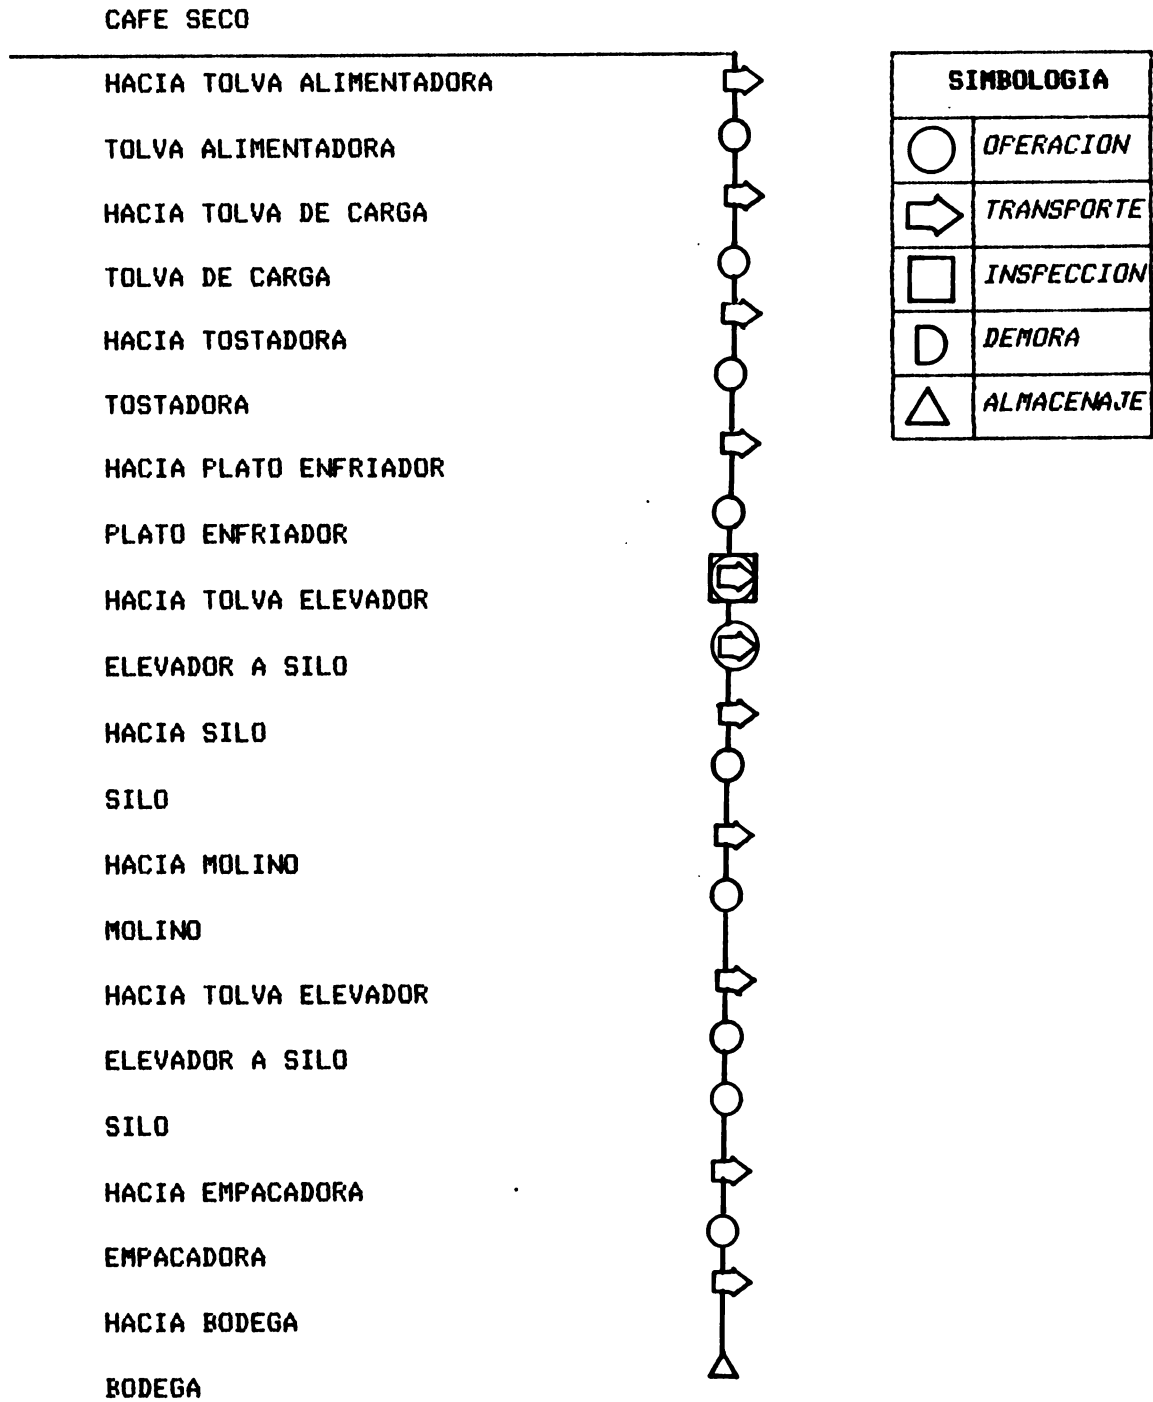 CAFE SECO
HACIA TOLVA ALIMENTADORA
TOLVA ALIMENTADORA
HACIA TOLVA DE CARGA
TOLVA DE CARGA
HACIA TOSTADORA
TOSTADORA
HACIA PLATO ENFRIADOR
PLATO ENFRIADOR
HACIA TOLVA ELEVADOR
ELEVADOR A SILO
HACIA SILO
SILO
HACIA MOLINO
MOLINO
HACIA TOLVA ELEVADOR
ELEVADOR A SILO
SILO
HACIA EMPACADORA
EMPACADORA
HACIA BODEGA
BODEGA
SIMBOLOGIA
OPERACION
TRANSPORTE
INSPECCION
DEMORA
ALMACENAJE